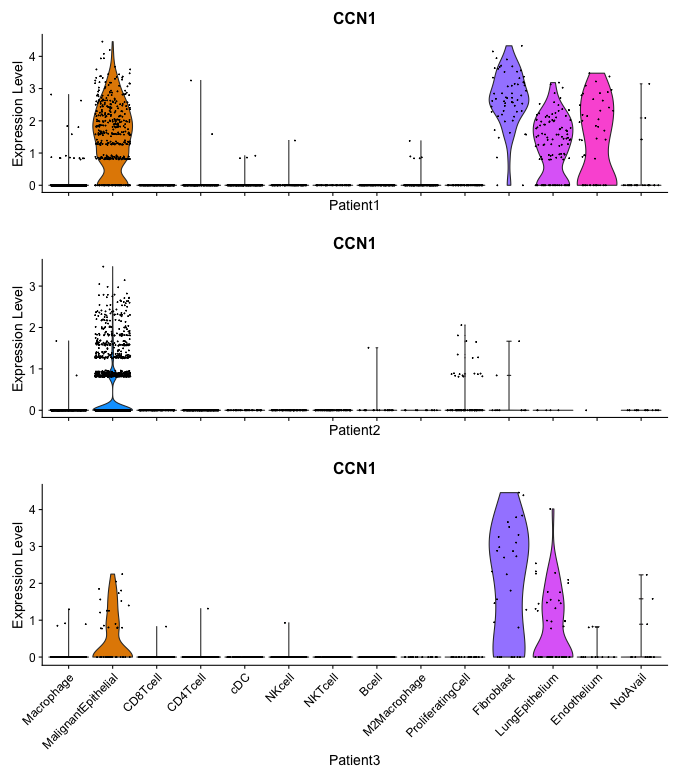 CCN1
Expression Level
4
3
2
1
0
Patient1
CCN1
Expression Level
3
2
1
0
Patient2
CCN1
Expression Level
4
3
2
1
0
Macrophage
MalignantEpithelial
CD8Tcell
CD4Tcell
cDC
NKcell
NKTcell
Bcell
M2Macrophage
ProliferatingCell
Fibroblast
LungEpithelium
Endothelium
NotAvail
Patient3